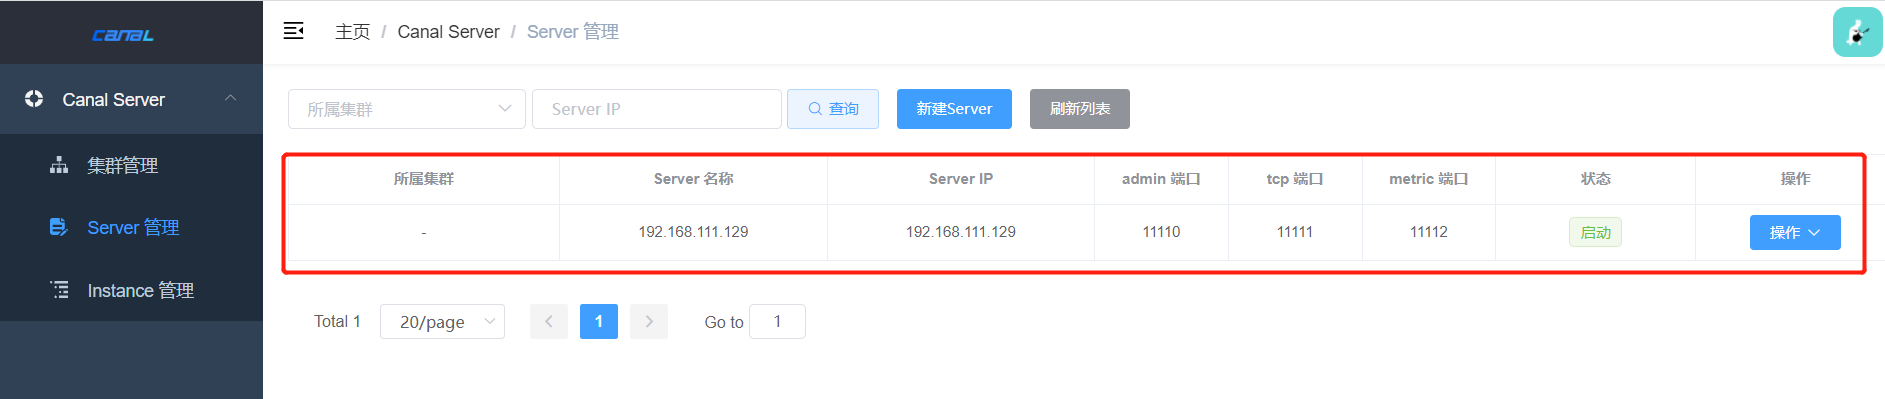 canal
主页 / Canal Server / Server 管理
Canal Server
集群管理
Server 管理
Instance 管理
所属集群 Server IP 查询 新建Server 刷新列表
所属集群 Server 名称 Server IP admin 端口 tcp 端口 metric 端口 状态 操作
- 192.168.111.129 192.168.111.129 11110 11111 11112 启动 操作
Total 1 20/page 1 Go to 1